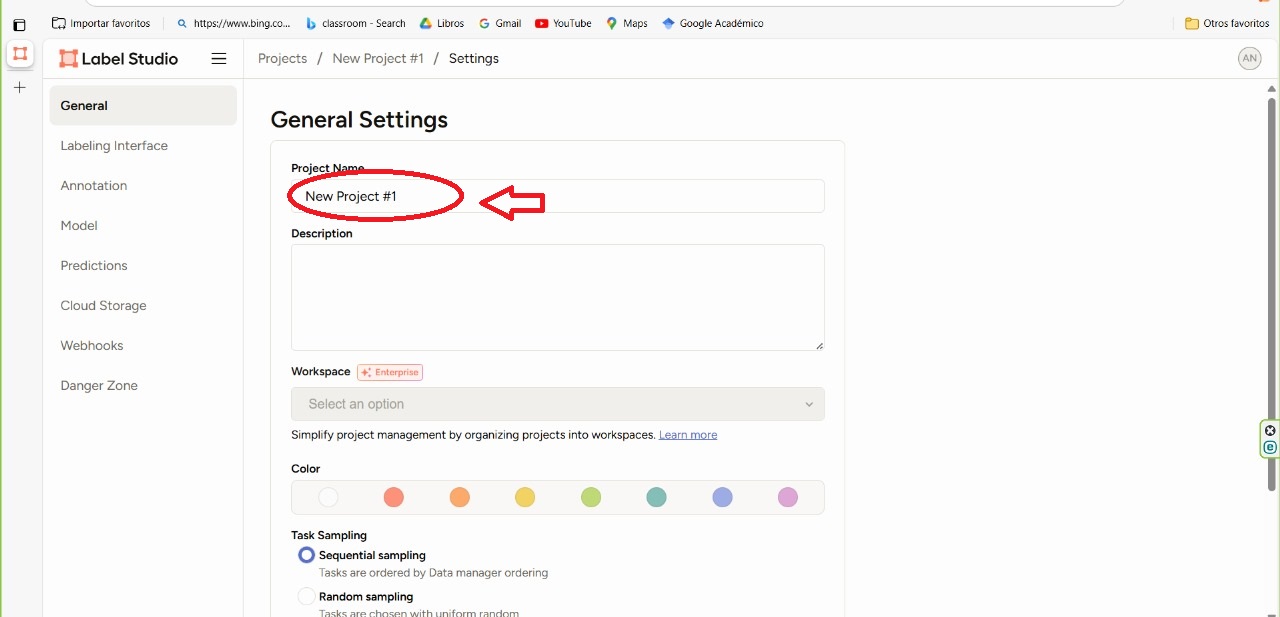 Importar favoritos
https://www.bing.co...
classroom - Search
Libros
Gmail
YouTube
Maps
Google Académico
Otros favoritos
Label Studio
Projects / New Project #1 / Settings
AN
General
Labeling Interface
Annotation
Model
Predictions
Cloud Storage
Webhooks
Danger Zone
General Settings
Project Name
New Project #1
Description
Workspace
Enterprise
Select an option
Simplify project management by organizing projects into workspaces. Learn more
Color
Task Sampling
Sequential sampling
Tasks are ordered by Data manager ordering
Random sampling
Tasks are chosen with uniform random